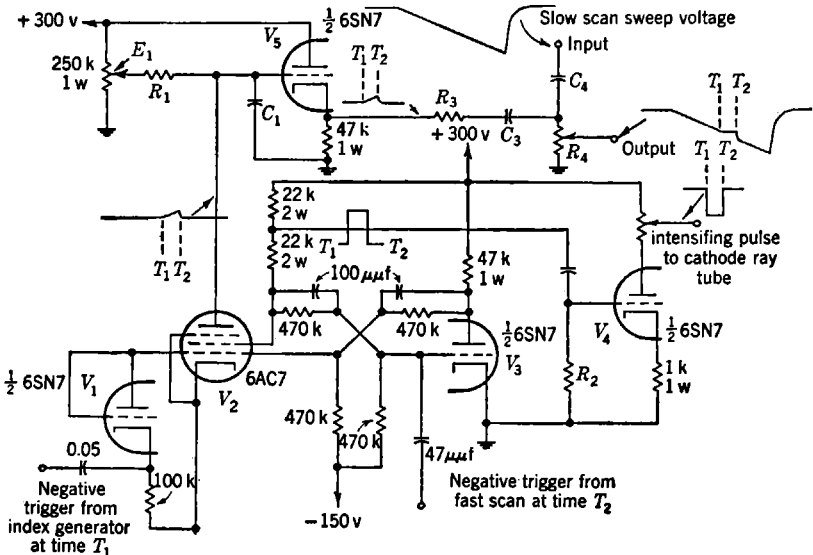 + 300 v
V5
½ 6SN7
Slow scan sweep voltage
Input
E1
250 k
1 w
R1
C1
T1 T2
47 k
1 w
R3
+ 300 v
C3
C4
R4
Output
T1 T2
T1 T2
22 k
2 w
22 k
2 w
T1 T2
47 k
1 w
intensifing pulse
to cathode ray
tube
T1 T2
100 μμf
470 k
470 k
½ 6SN7
V3
V4
½ 6SN7
½ 6SN7
V1
V2
6AC7
R2
1 k
1 w
470 k
470 k
47 μμf
0.05
100 k
Negative
trigger from
index generator
at time T1
− 150 v
Negative trigger from
fast scan at time T2